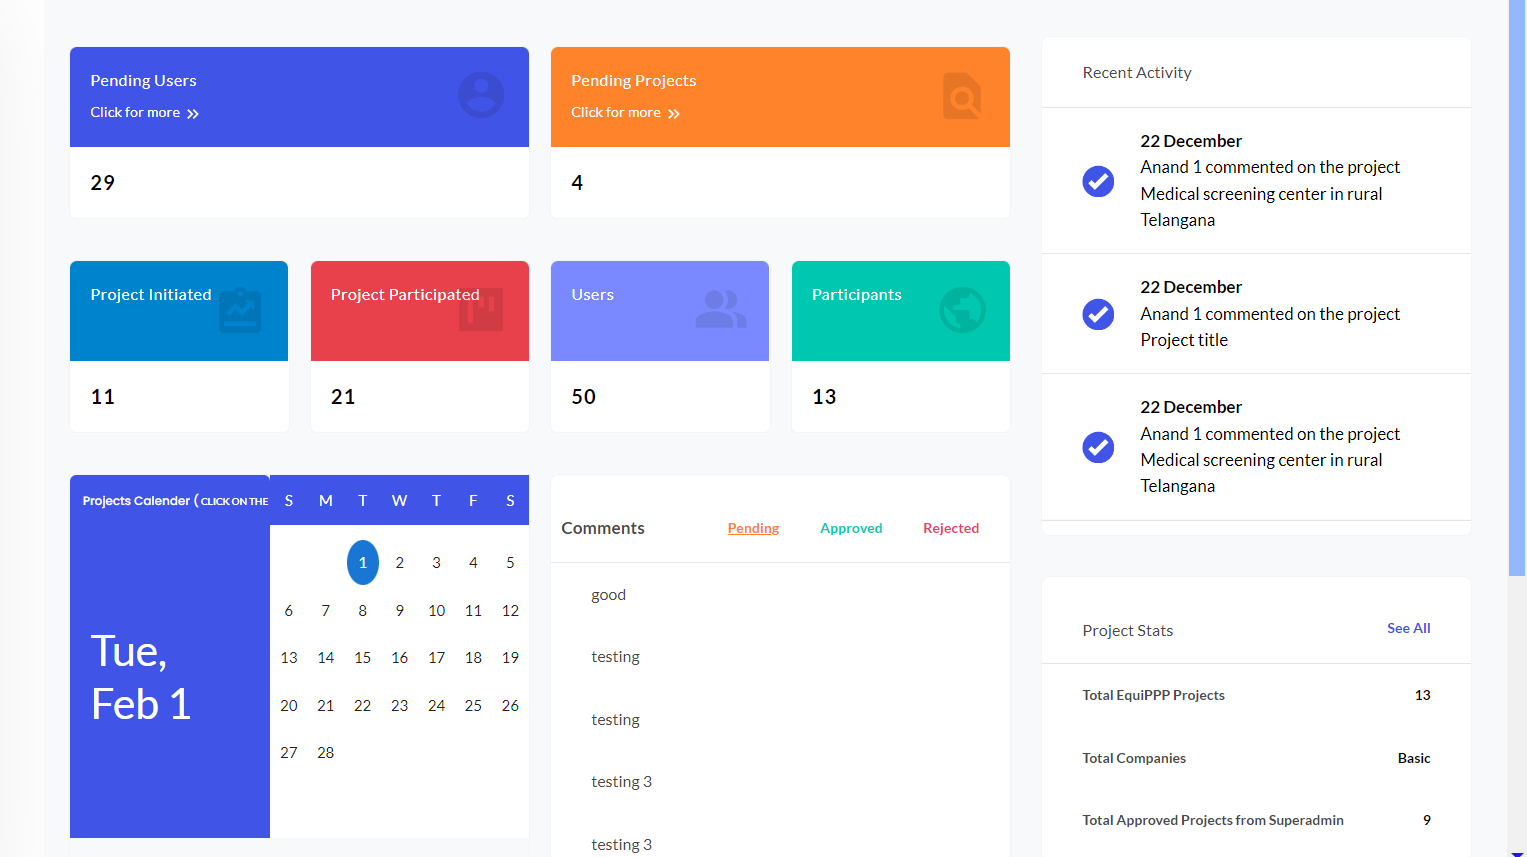 Pending Users
Click for more
29
Pending Projects
Click for more
4
Project Initiated
11
Project Participated
21
Users
50
Participants
13
Projects Calender ( CLICK ON THE
Tue,
Feb 1
S M T W T F S
1 2 3 4 5
6 7 8 9 10 11 12
13 14 15 16 17 18 19
20 21 22 23 24 25 26
27 28
Comments
Pending Approved Rejected
good
testing
testing
testing 3
testing 3
Recent Activity
22 December
Anand 1 commented on the project
Medical screening center in rural
Telangana
22 December
Anand 1 commented on the project
Project title
22 December
Anand 1 commented on the project
Medical screening center in rural
Telangana
Project Stats
See All
Total EquiPPP Projects 13
Total Companies Basic
Total Approved Projects from Superadmin 9